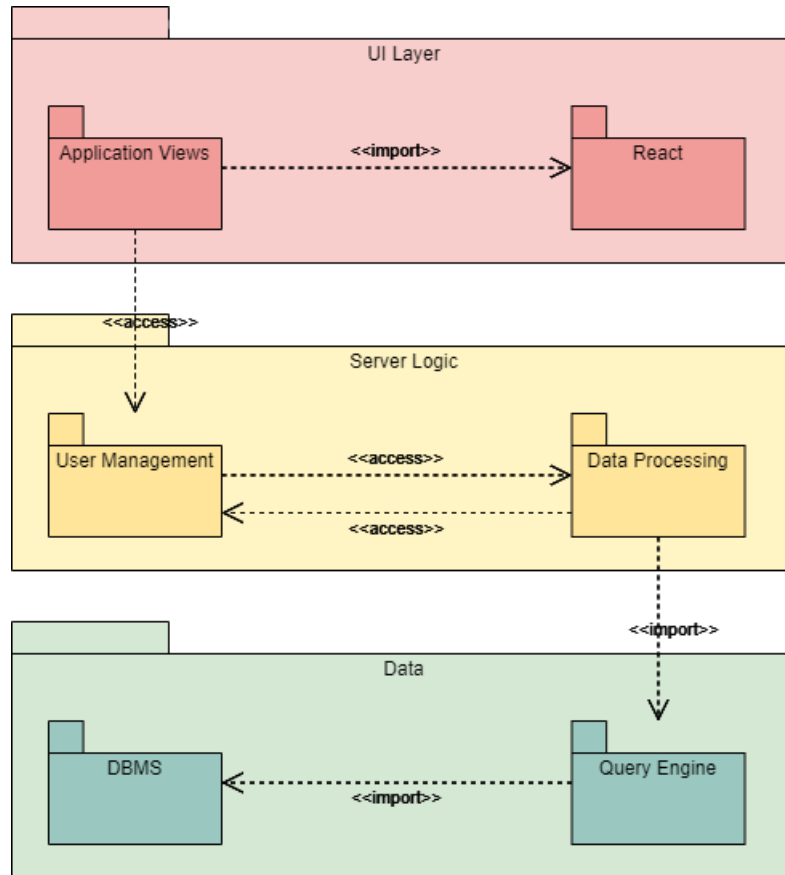 UI Layer
Application Views
<<import>>
React
<<access>>
Server Logic
User Management
<<access>>
Data Processing
<<access>>
<<import>>
Data
DBMS
<<import>>
Query Engine